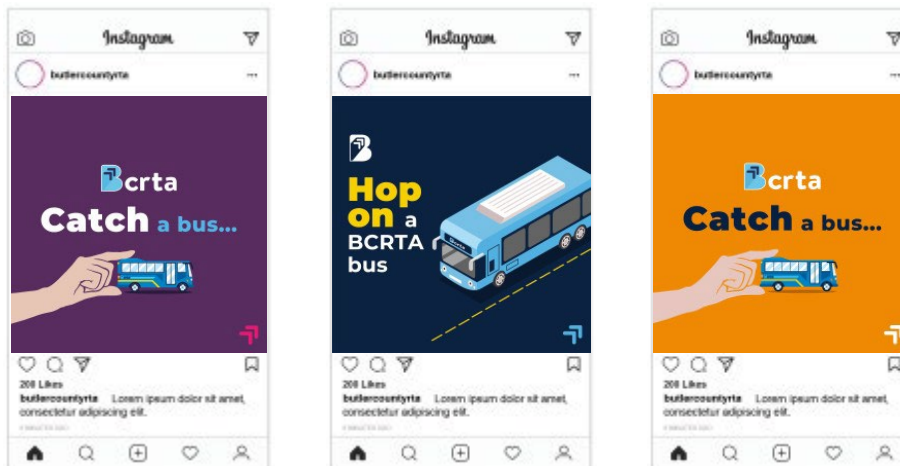 Instagram
butlercountyrta
Bcrta
Catch a bus...
200 Likes
butlercountyrta Lorem ipsum dolor sit amet,
consectetur adipiscing elit.
Instagram
butlercountyrta
B
Hop
on a
BCRTA
bus
Bcrta
200 Likes
butlercountyrta Lorem ipsum dolor sit amet,
consectetur adipiscing elit.
Instagram
butlercountyrta
Bcrta
Catch a bus...
200 Likes
butlercountyrta Lorem ipsum dolor sit amet,
consectetur adipiscing elit.